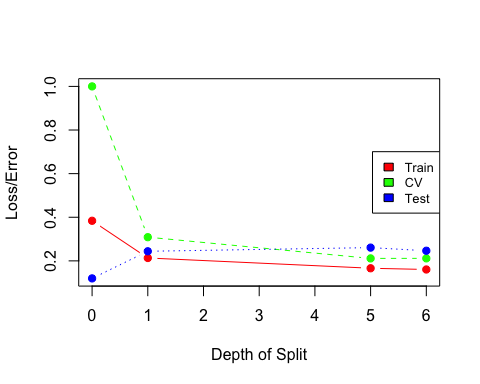 Loss/Error
1.0
0.8
0.6
0.4
0.2
Train
CV
Test
0 1 2 3 4 5 6
Depth of Split